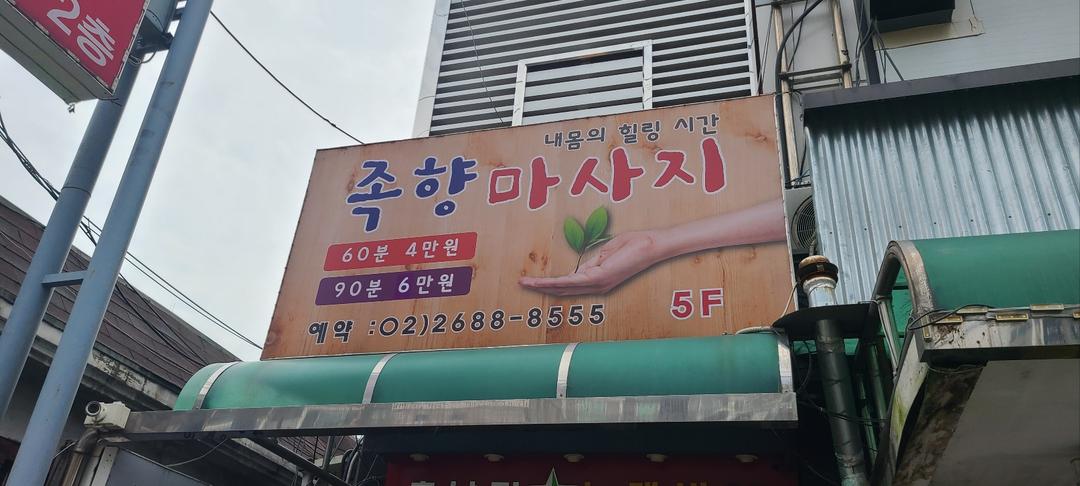 2층
내몸의 힐링 시간
족향 마사지
60분 4만원
90분 6만원
5F
예약 :02)2688-8555